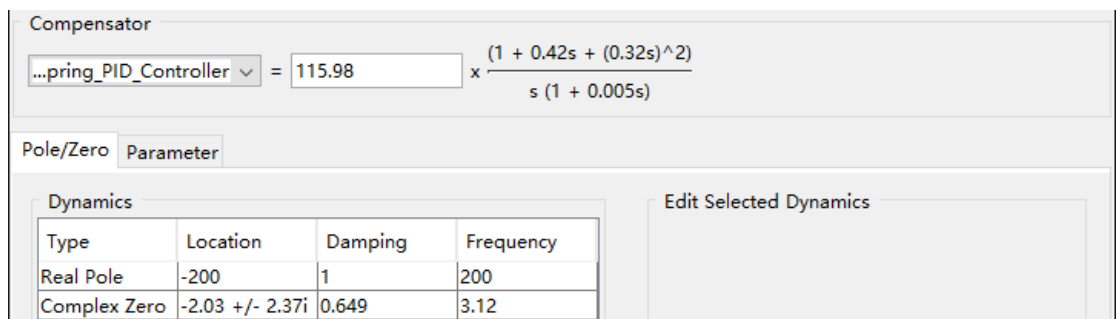 Compensator
...pring_PID_Controller = 115.98 x (1 + 0.42s + (0.32s)^2)
s (1 + 0.005s)
Pole/Zero Parameter
Dynamics Edit Selected Dynamics
Type Location Damping Frequency
Real Pole -200 1 200
Complex Zero -2.03 +/- 2.37i 0.649 3.12